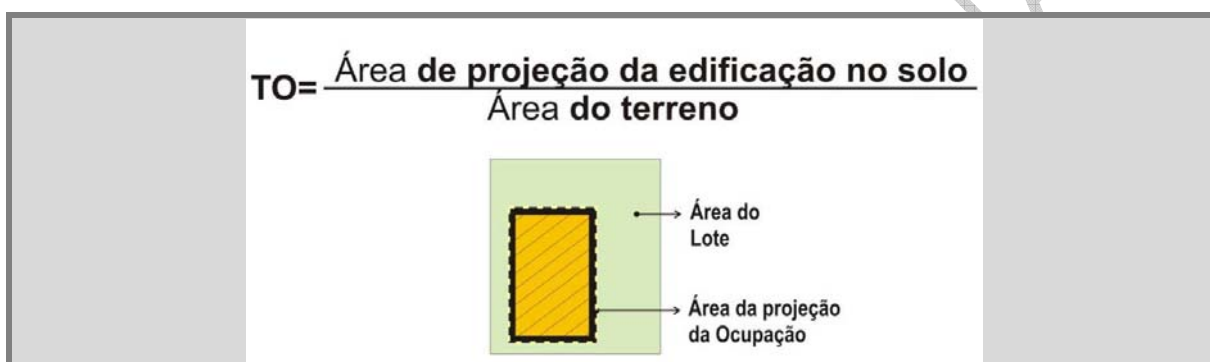 TO= Área de projeção da edificação no solo
Área do terreno
Área do
Lote
Área da projeção
da Ocupação